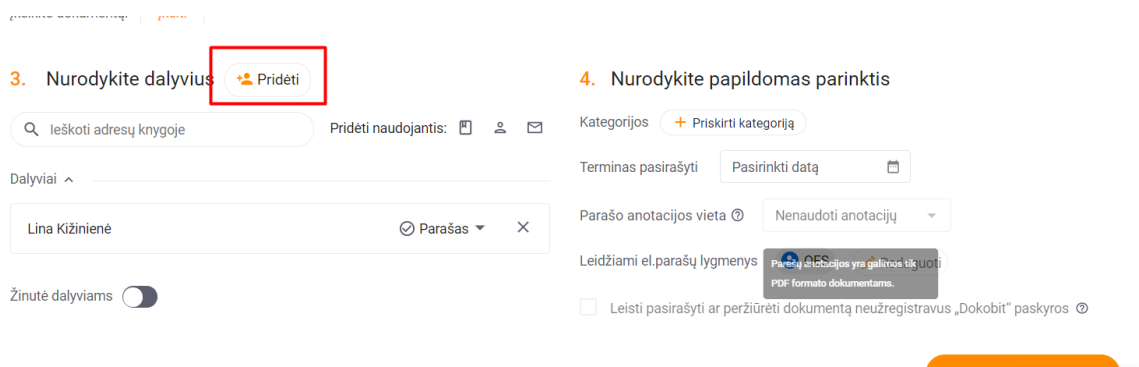 3. Nurodykite dalyvius
Pridėti
Ieškoti adresų knygoje
Pridėti naudojantis:
Dalyviai
Lina Kižinienė
Parašas
Žinutė dalyviams
4. Nurodykite papildomas parinktis
Kategorijos
Priskirti kategoriją
Terminas pasirašyti
Pasirinkti datą
Parašo anotacijos vieta
Nenaudoti anotacijų
Leidžiami el.parašų lygmenys
Parašų anotacijos yra galimos tik
PDF formato dokumentams.
Leisti pasirašyti ar peržiūrėti dokumentą neužregistravus „Dokobit“ paskyros